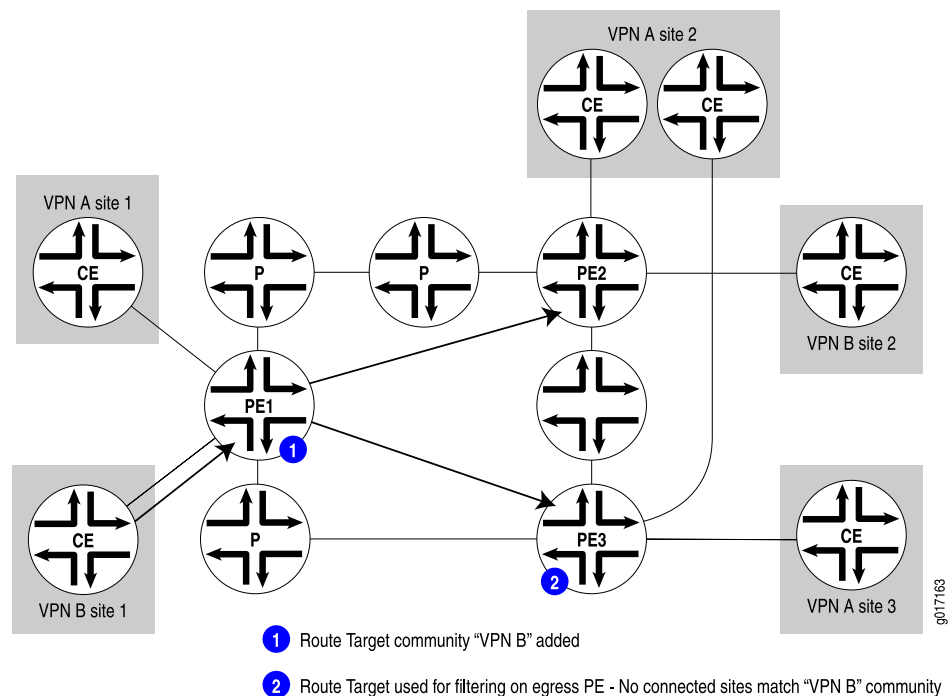 VPN A site 2
CE
CE
VPN A site 1
CE
P
P
PE2
CE
VPN B site 2
PE1
1
CE
P
PE3
CE
2
VPN B site 1
VPN A site 3
g017163
1 Route Target community “VPN B” added
2 Route Target used for filtering on egress PE - No connected sites match “VPN B” community